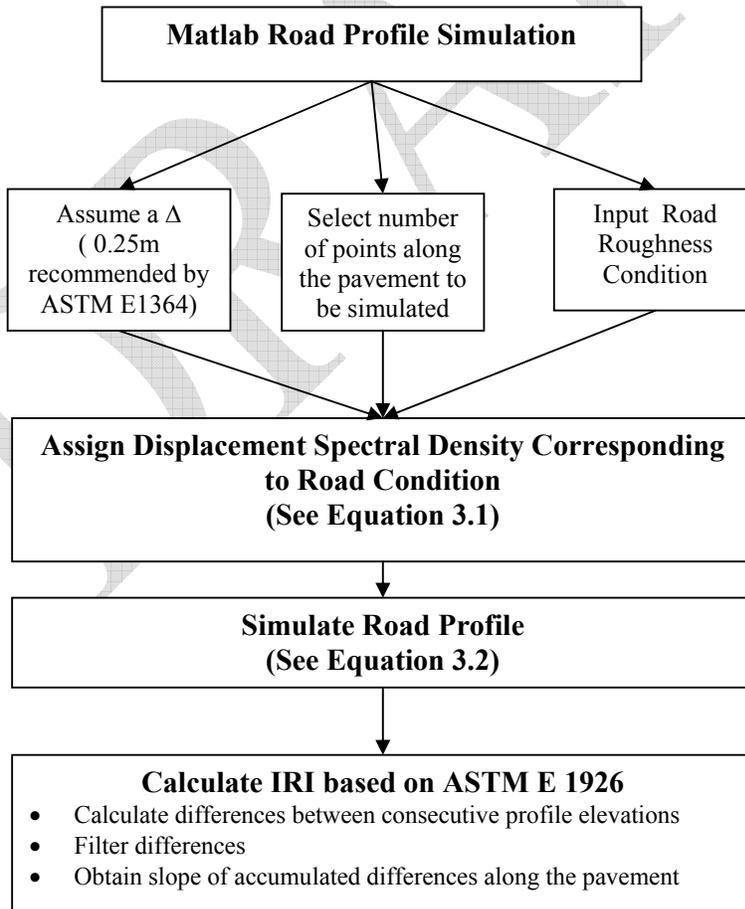 Matlab Road Profile Simulation
Assume a Δ
( 0.25m
recommended by
ASTM E1364)
Select number
of points along
the pavement to
be simulated
Input Road
Roughness
Condition
Assign Displacement Spectral Density Corresponding
to Road Condition
(See Equation 3.1)
Simulate Road Profile
(See Equation 3.2)
Calculate IRI based on ASTM E 1926
• Calculate differences between consecutive profile elevations
• Filter differences
• Obtain slope of accumulated differences along the pavement